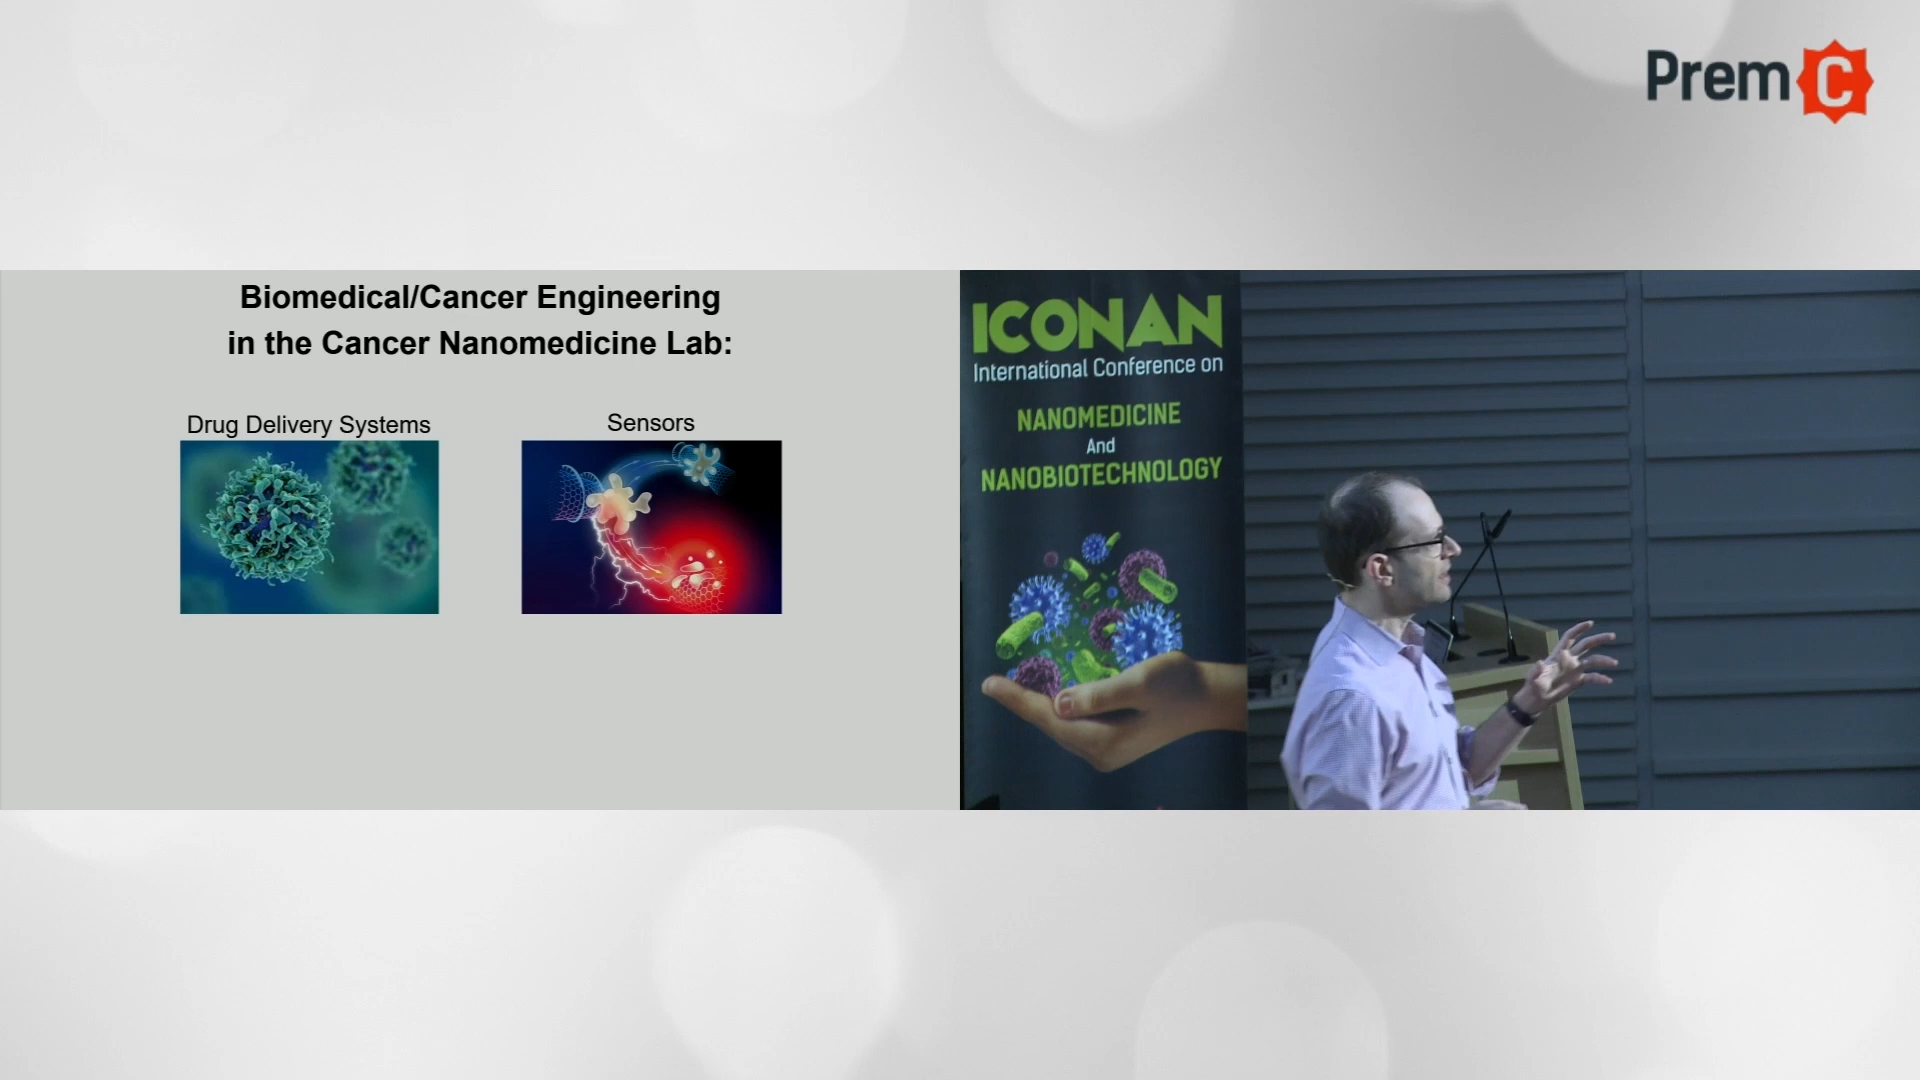 Prem C
Biomedical/Cancer Engineering
in the Cancer Nanomedicine Lab:
Drug Delivery Systems
Sensors
ICONAN
International Conference on
NANOMEDICINE
And
NANOBIOTECHNOLOGY